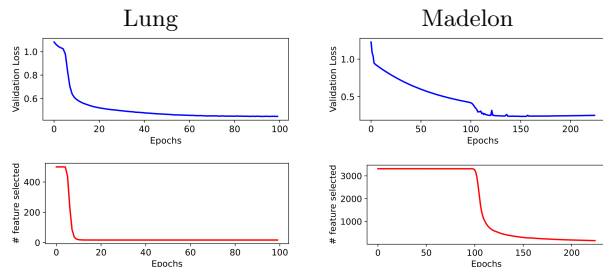 Lung
Madelon
Validation Loss
1.0
0.8
0.6
0 20 40 60 80 100
Epochs
Validation Loss
1.0
0.5
0 50 100 150 200
Epochs
# feature selected
400
200
0
0 20 40 60 80 100
Epochs
# feature selected
3000
2000
1000
0 50 100 150 200
Epochs